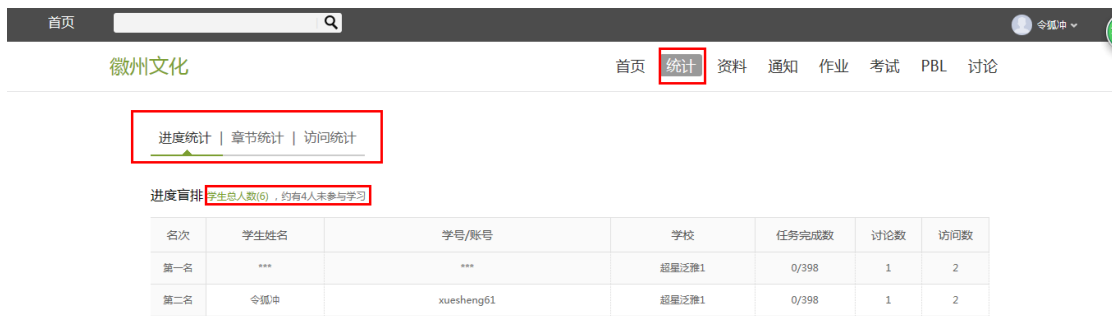 首页 令狐冲
徽州文化 首页 统计 资料 通知 作业 考试 PBL 讨论
进度统计 | 章节统计 | 访问统计
进度盲排 学生总人数(6) ，约有4人未参与学习
名次 学生姓名 学号/账号 学校 任务完成数 讨论数 访问数
第一名 *** *** 超星泛雅1 0/398 1 2
第二名 令狐冲 xuesheng61 超星泛雅1 0/398 1 2